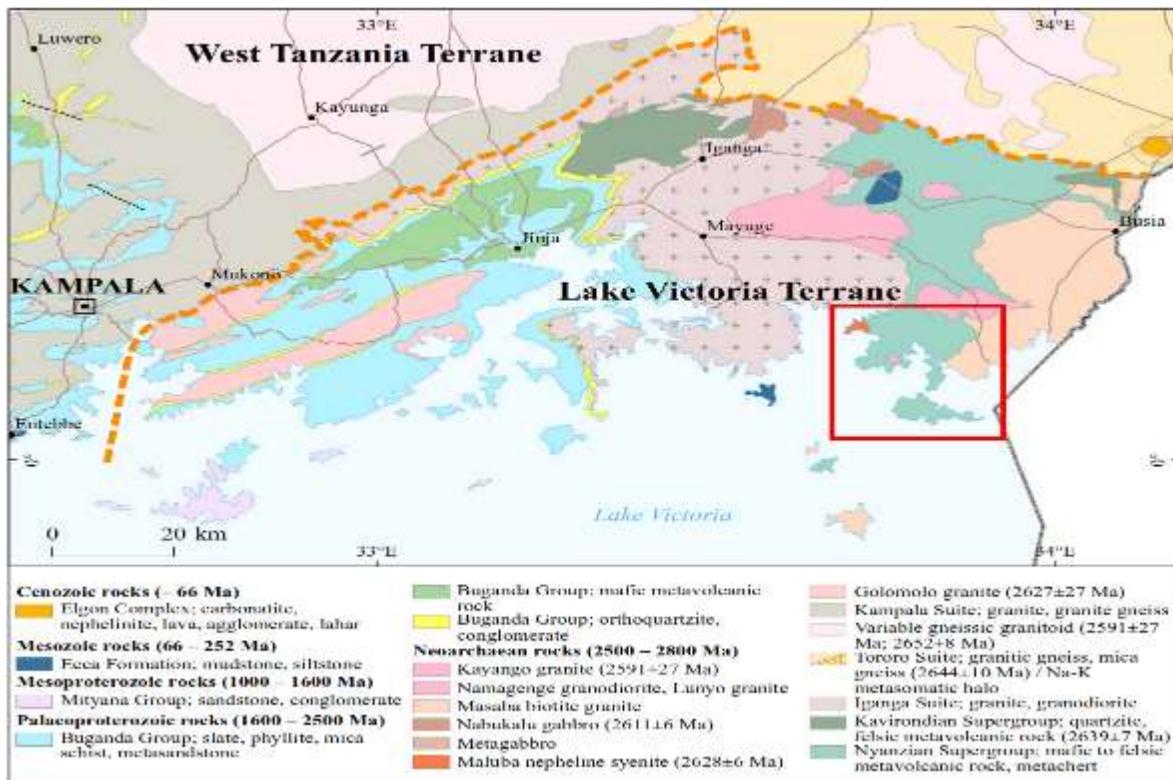 33°E
34°E
Luwero
West Tanzania Terrane
Kayunga
Iganga
Busia
Mayuge
Jinja
Mukono
KAMPALA
Lake Victoria Terrane
Entebbe
0°
0°
Lake Victoria
0 20 km
33°E
34°E
Cenozoic rocks (– 66 Ma)
Elgon Complex; carbonatite,
nephelinite, lava, agglomerate, lahar
Mesozoic rocks (66 – 252 Ma)
Ecca Formation; mudstone, siltstone
Mesoproterozoic rocks (1000 – 1600 Ma)
Mityana Group; sandstone, conglomerate
Palaeoproterozoic rocks (1600 – 2500 Ma)
Buganda Group; slate, phyllite, mica
schist, metasandstone
Buganda Group; mafic metavolcanic
rock
Buganda Group; orthoquartzite,
conglomerate
Neoarchaean rocks (2500 – 2800 Ma)
Kayango granite (2591±27 Ma)
Namagenge granodiorite, Lunyo granite
Masaba biotite granite
Nabukalu gabbro (2611±6 Ma)
Metagabbro
Maluba nepheline syenite (2628±6 Ma)
Golomolo granite (2627±27 Ma)
Kampala Suite; granite, granite gneiss
Variable gneissic granitoid (2591±27
Ma; 2652±8 Ma)
Tororo Suite; granitic gneiss, mica
gneiss (2644±10 Ma) / Na-K
metasomatic halo
Iganga Suite; granite, granodiorite
Kavirondian Supergroup; quartzite,
felsic metavolcanic rock (2639±7 Ma)
Nyanzian Supergroup; mafic to felsic
metavolcanic rock, metachert